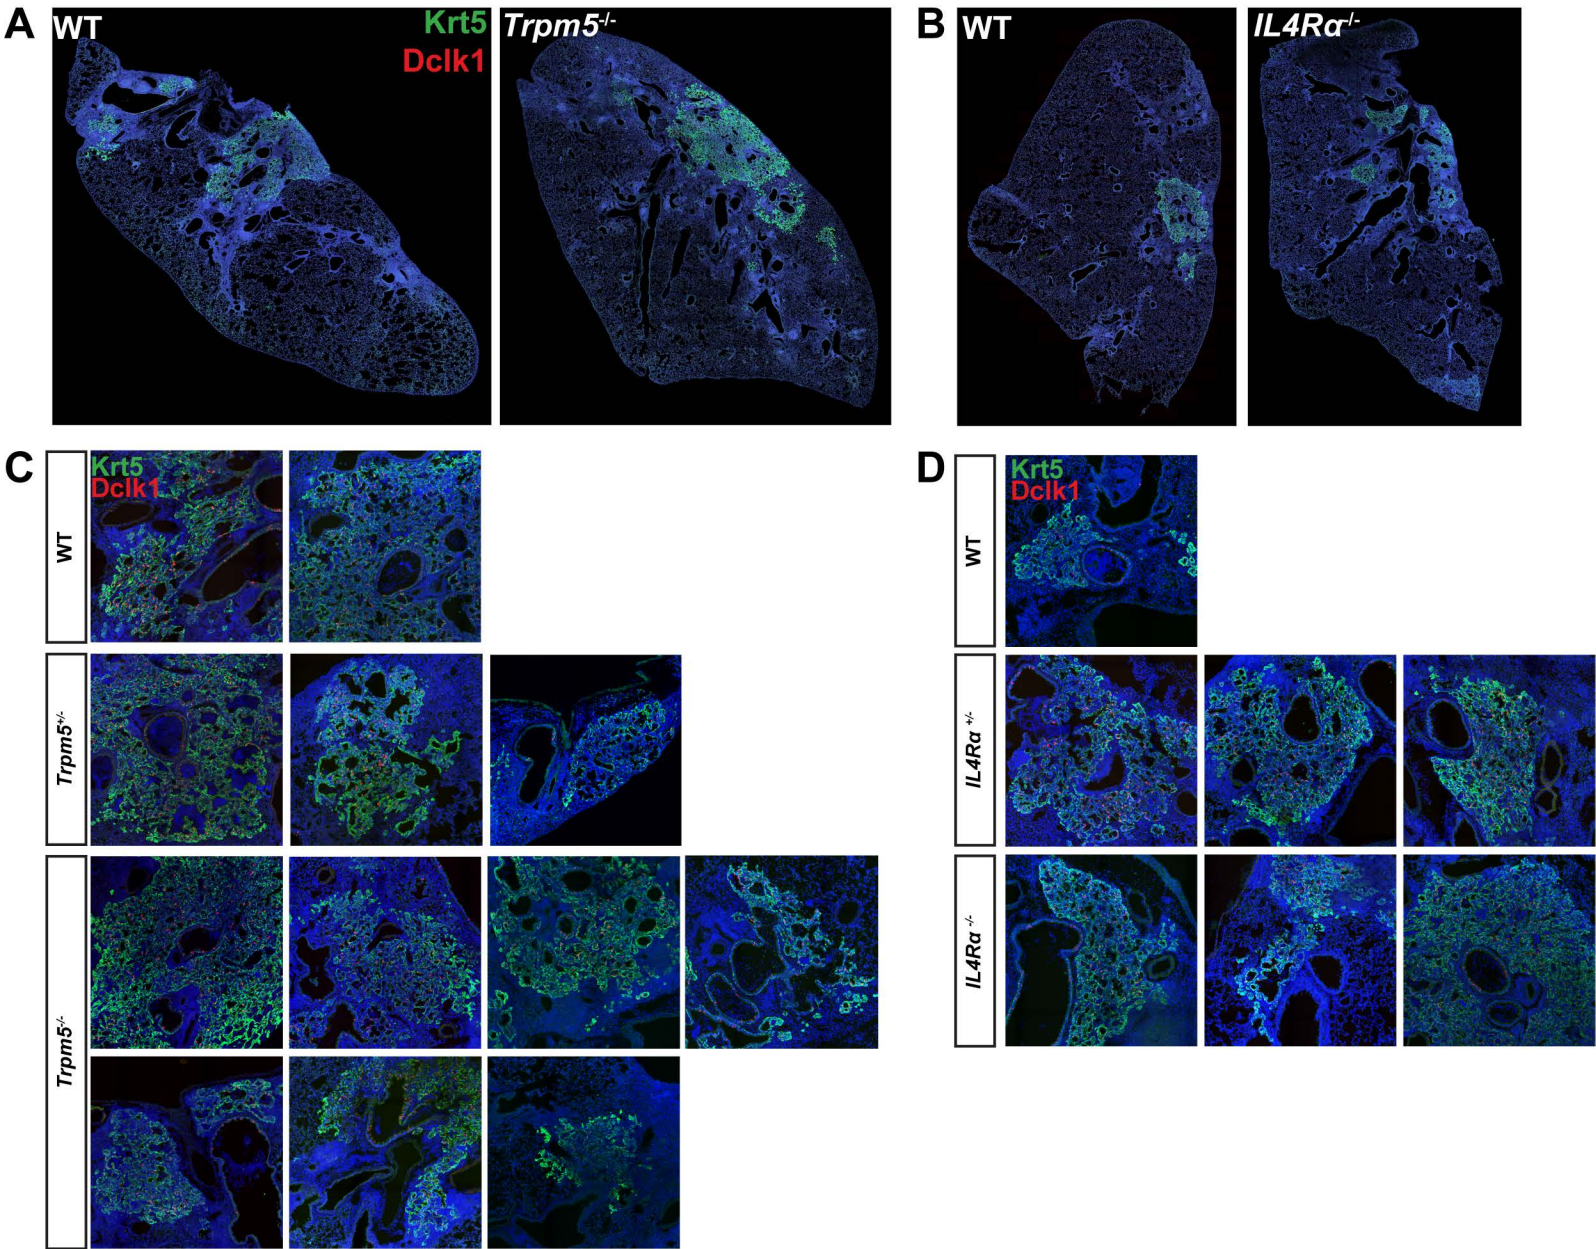 A
WT
Krt5
Dclk1
Trpm5-/-
B
WT
IL4Rα-/-
C
WT
Krt5
Dclk1
Trpm5+/-
Trpm5-/-
D
WT
Krt5
Dclk1
IL4Rα +/-
IL4Rα -/-